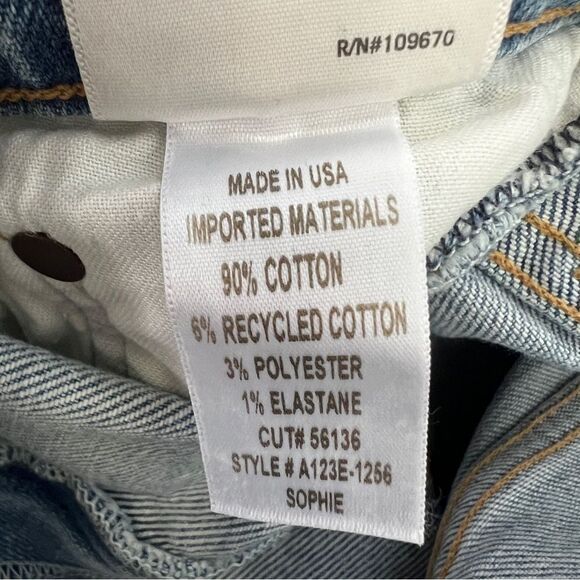 R/N#109670
MADE IN USA
IMPORTED MATERIALS
90% COTTON
6% RECYCLED COTTON
3% POLYESTER
1% ELASTANE
CUT# 56136
STYLE # A123E-1256
SOPHIE